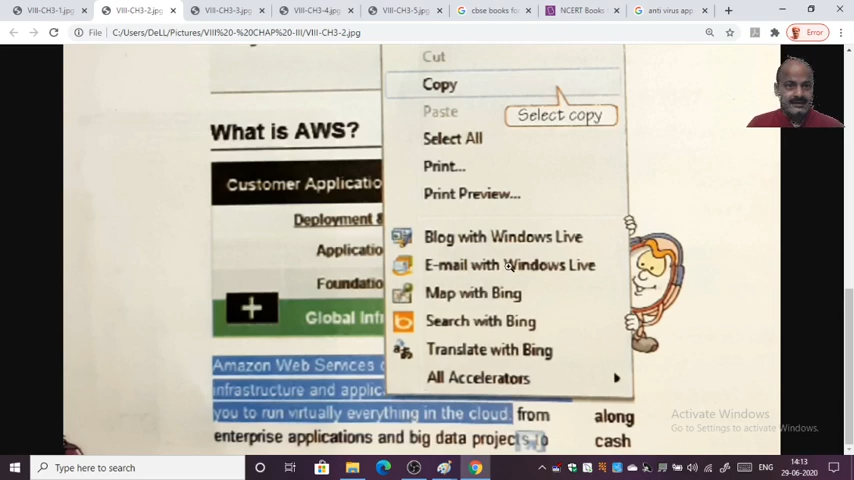 VIII-CH3-1.jpg
VIII-CH3-2.jpg
VIII-CH3-3.jpg
VIII-CH3-4.jpg
VIII-CH3-5.jpg
cbse books for
NCERT Books
anti virus app
File
C:/Users/DeLL/Pictures/VIII%20-%20CHAP%20-III/VIII-CH3-2.jpg
Error
Cut
Copy
Paste
Select copy
Select All
Print...
Print Preview...
Blog with Windows Live
E-mail with Windows Live
Map with Bing
Search with Bing
Translate with Bing
All Accelerators
What is AWS?
Customer Applicatio
Deployment &
Applicatio
Foundatio
Global Infr
Amazon Web Services
infrastructure and applic
you to run virtually everything in the cloud. from along
enterprise applications and big data projects to cash
Activate Windows
Go to Settings to activate Windows.
Type here to search
ENG
14:13
29-06-2020